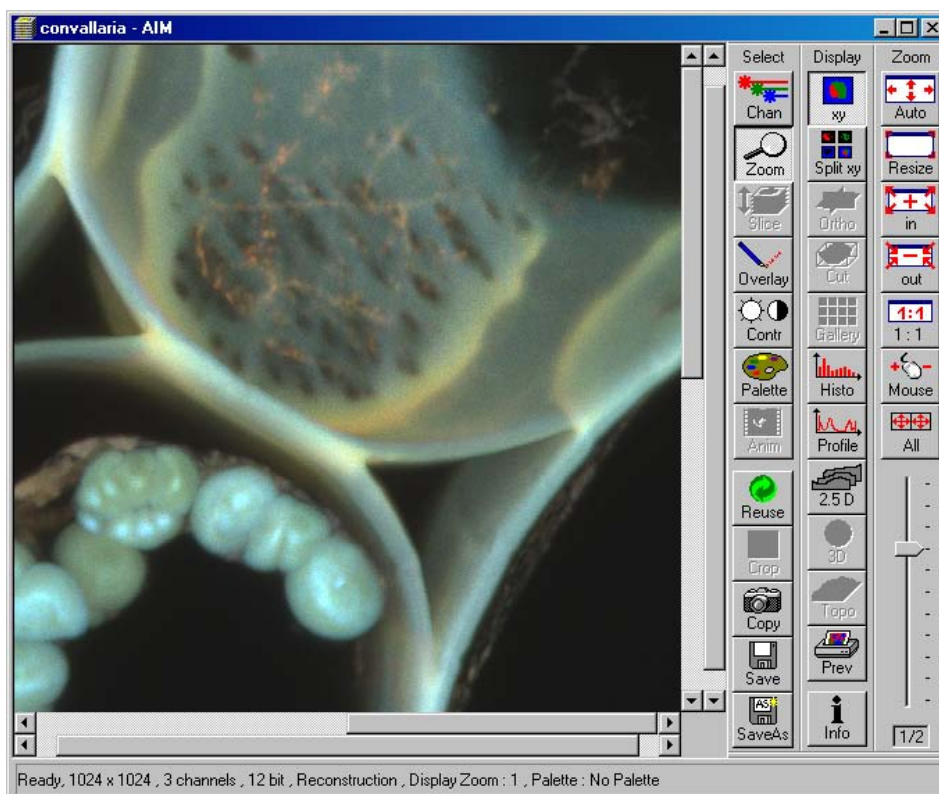 convallaria - AIM
Select
Display
Zoom
Chan
xy
Auto
Zoom
Split xy
Resize
Slice
Ortho
in
Overlay
Cut
out
Contr
Gallery
1:1
1 : 1
Palette
Histo
Mouse
Anim
Profile
All
Reuse
2.5 D
Crop
3D
Copy
Topo
Save
Prev
AS
SaveAs
Info
1/2
Ready, 1024 x 1024 , 3 channels , 12 bit , Reconstruction , Display Zoom : 1 , Palette : No Palette